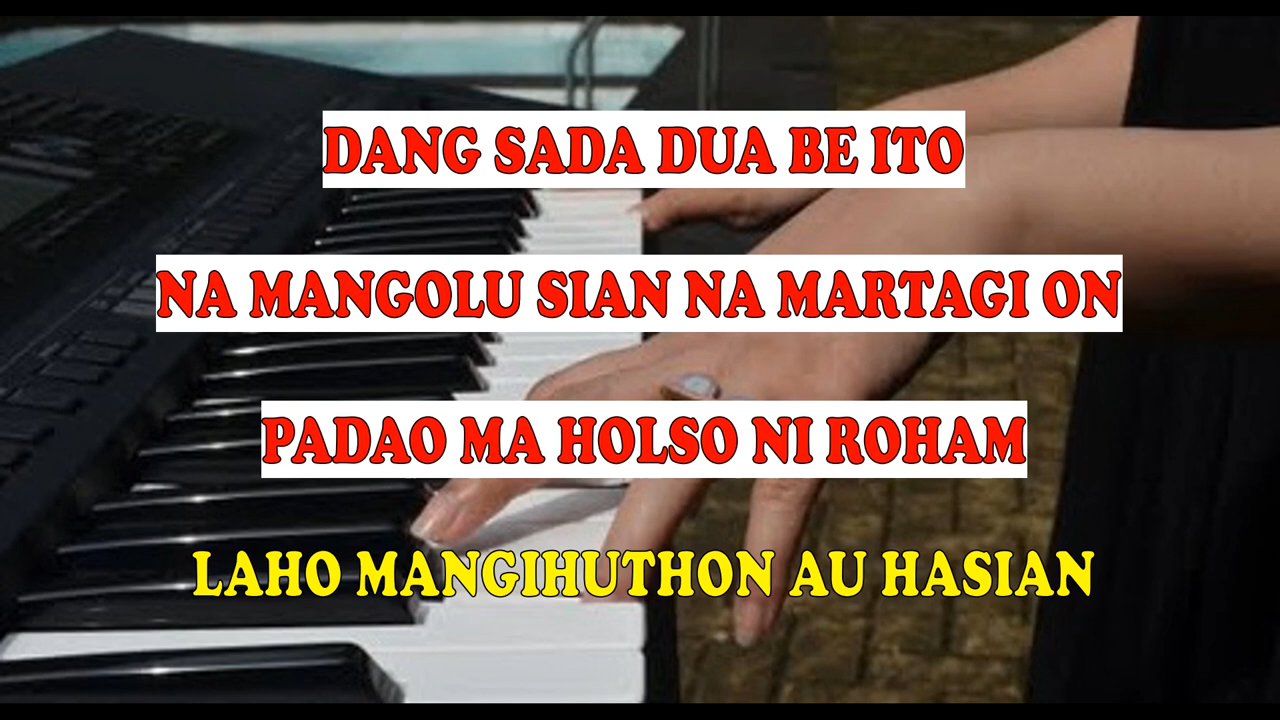 DANG SADA DUA BE ITO
NA MANGOLU SIAN NA MARTAGI ON
PADAO MA HOLSO NI ROHAM
LAHO MANGIHUTHON AU HASIAN